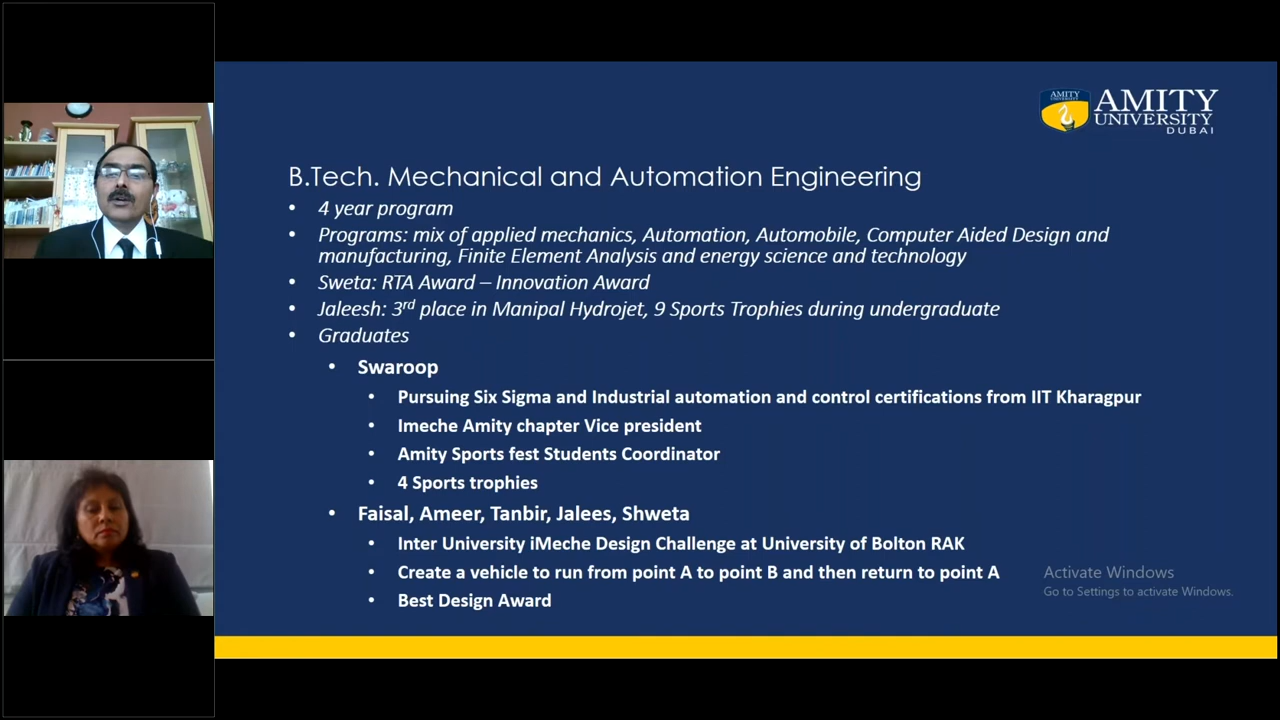 AMITY
UNIVERSITY
AMITY
UNIVERSITY
DUBAI
B.Tech. Mechanical and Automation Engineering
• 4 year program
• Programs: mix of applied mechanics, Automation, Automobile, Computer Aided Design and
manufacturing, Finite Element Analysis and energy science and technology
• Sweta: RTA Award – Innovation Award
• Jaleesh: 3rd place in Manipal Hydrojet, 9 Sports Trophies during undergraduate
• Graduates
• Swaroop
• Pursuing Six Sigma and Industrial automation and control certifications from IIT Kharagpur
• Imeche Amity chapter Vice president
• Amity Sports fest Students Coordinator
• 4 Sports trophies
• Faisal, Ameer, Tanbir, Jalees, Shweta
• Inter University iMeche Design Challenge at University of Bolton RAK
• Create a vehicle to run from point A to point B and then return to point A
• Best Design Award
Activate Windows
Go to Settings to activate Windows.